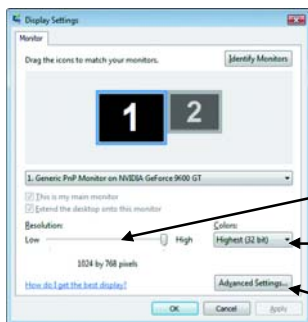 Display Settings
Monitor
Drag the icons to match your monitors.
Identify Monitors
1
2
1. Generic PnP Monitor on NVIDIA GeForce 9600 GT
This is my main monitor
Extend the desktop onto this monitor
Resolution:
Colors:
Low
High
Highest (32 bit)
1024 by 768 pixels
How do I get the best display?
Advanced Settings...
OK
Cancel
Apply